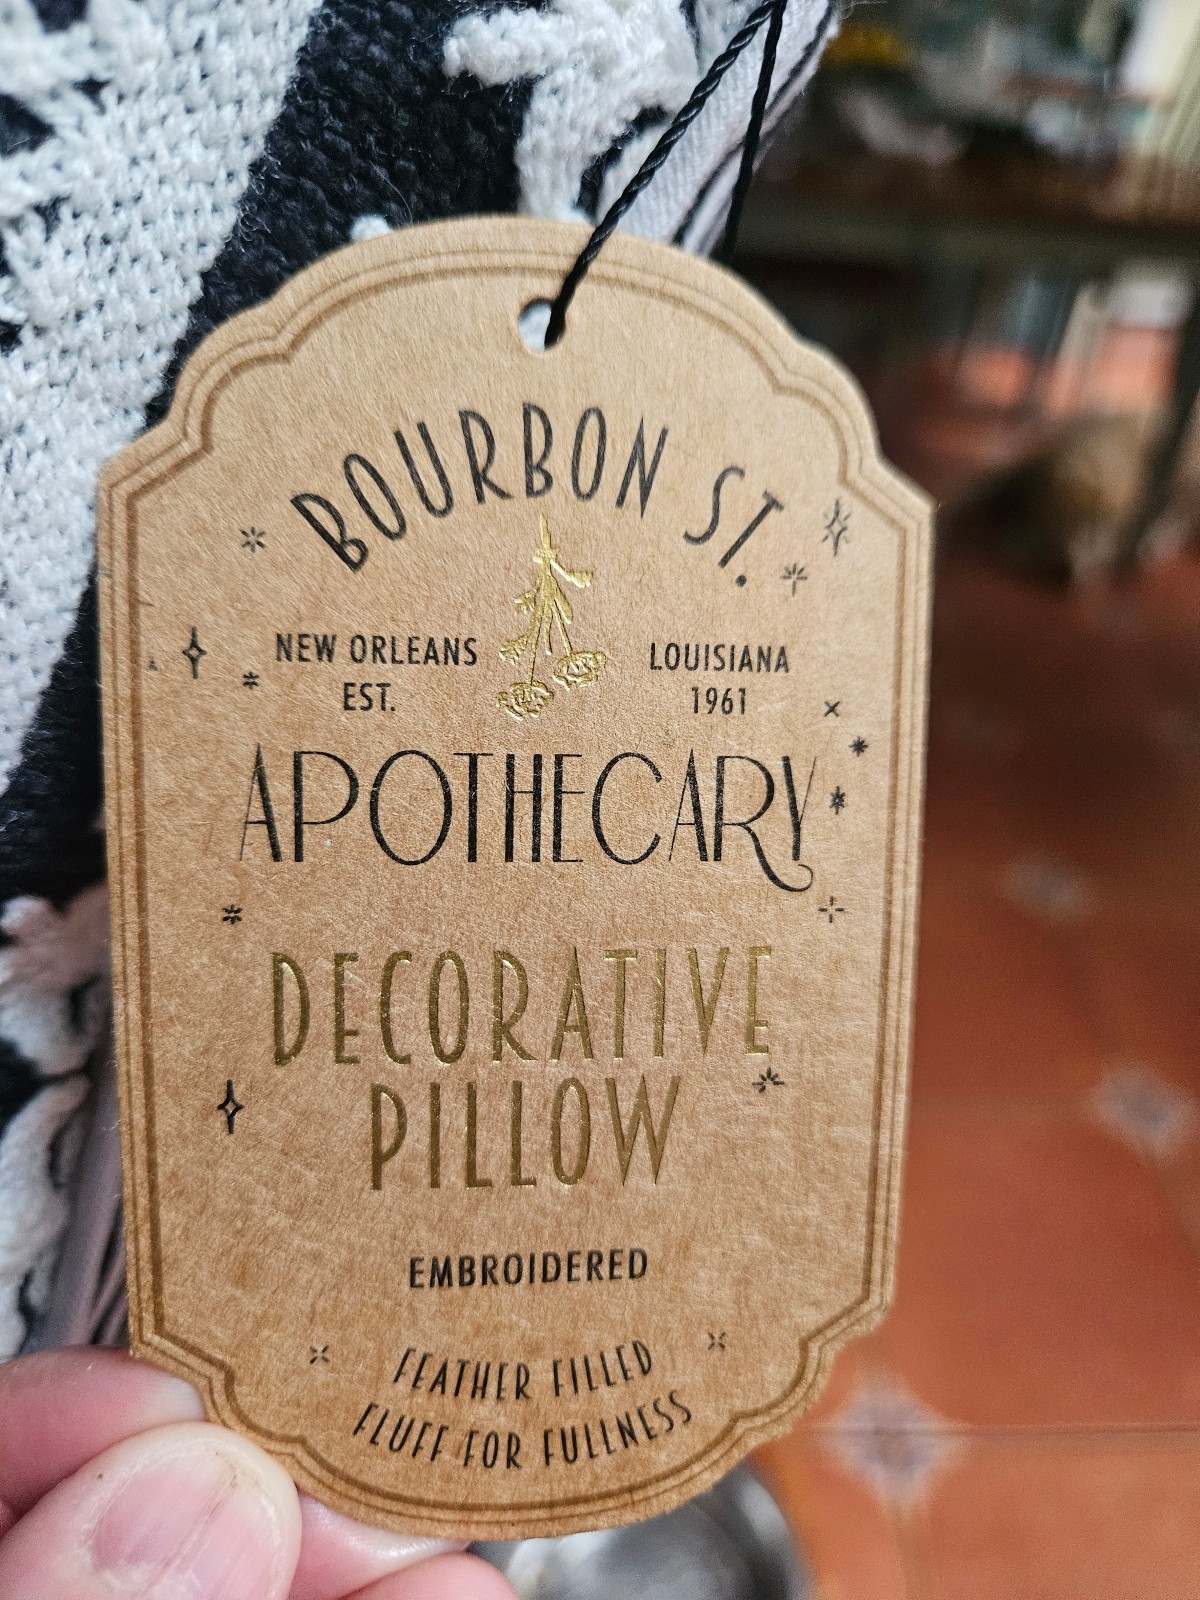 BOURBON ST.
NEW ORLEANS
EST.
LOUISIANA
1961
APOTHECARY
DECORATIVE
PILLOW
EMBROIDERED
FEATHER FILLED
FLUFF FOR FULLNESS